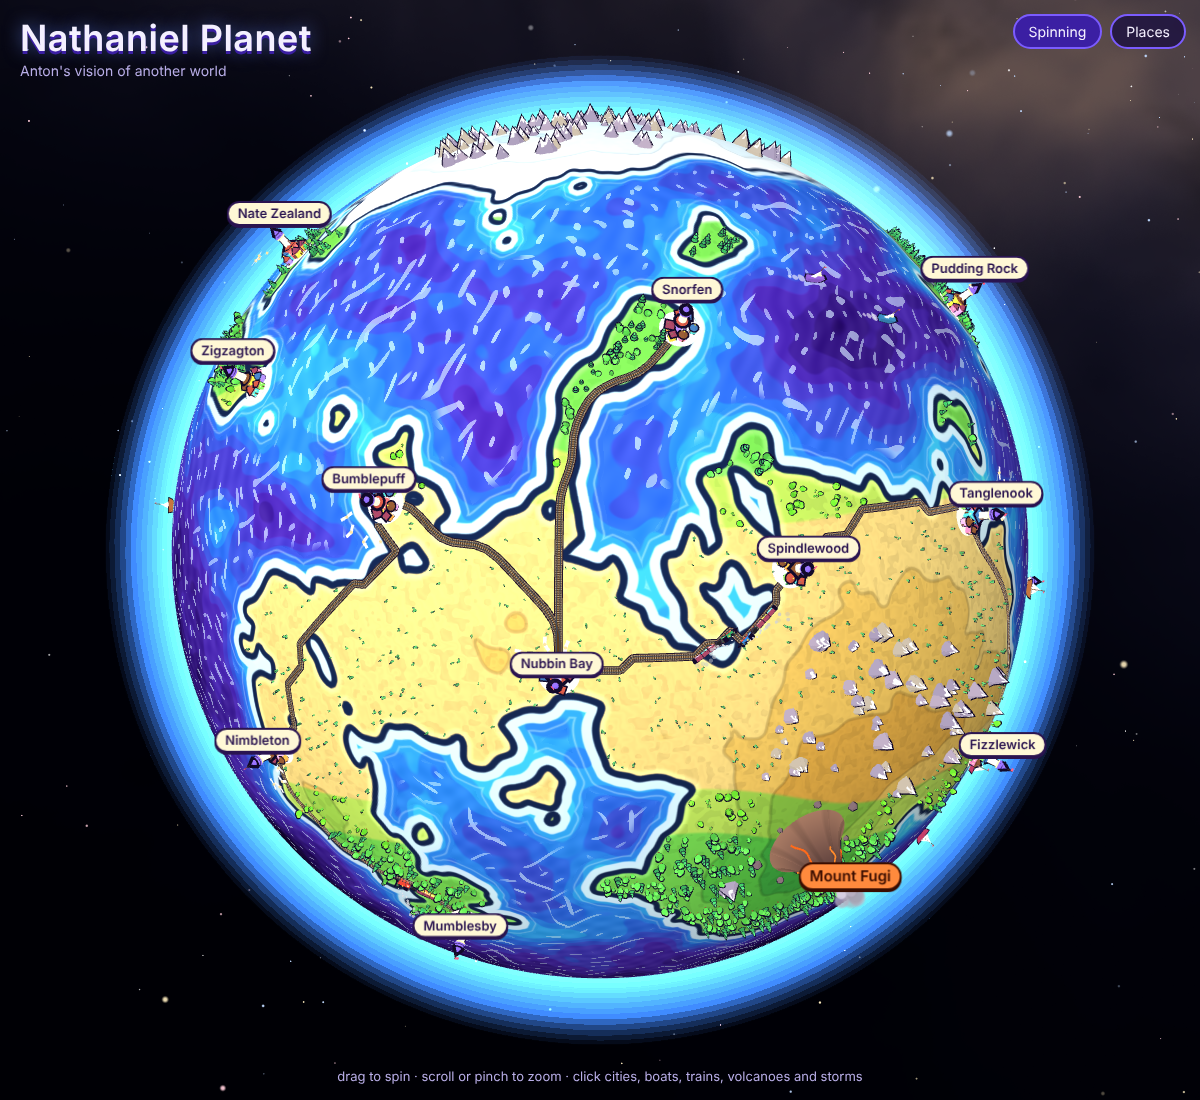 Nathaniel Planet
Anton's vision of another world
Spinning
Places
Nate Zealand
Pudding Rock
Snorfen
Zigzagton
Bumblepuff
Tanglenook
Spindlewood
Nubbin Bay
Nimbleton
Fizzlewick
Mount Fugi
Mumblesby
drag to spin · scroll or pinch to zoom · click cities, boats, trains, volcanoes and storms